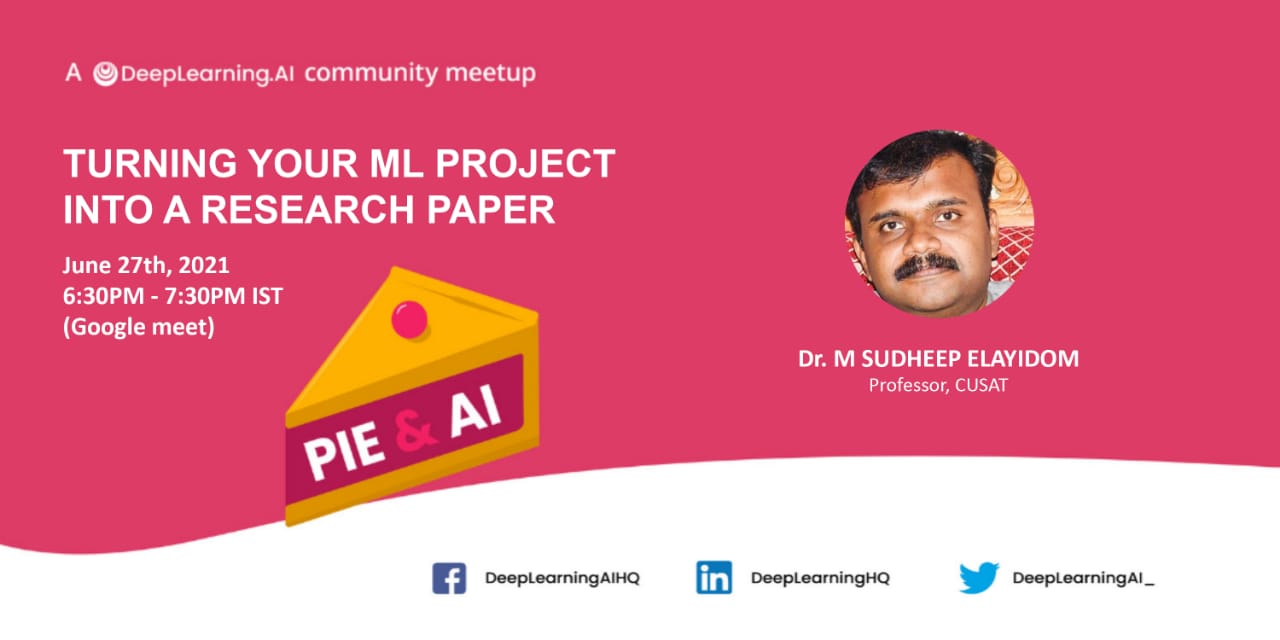 A DeepLearning.AI community meetup
TURNING YOUR ML PROJECT
INTO A RESEARCH PAPER
June 27th, 2021
6:30PM - 7:30PM IST
(Google meet)
PIE & AI
Dr. M SUDHEEP ELAYIDOM
Professor, CUSAT
DeepLearningAIHQ
DeepLearningHQ
DeepLearningAI_